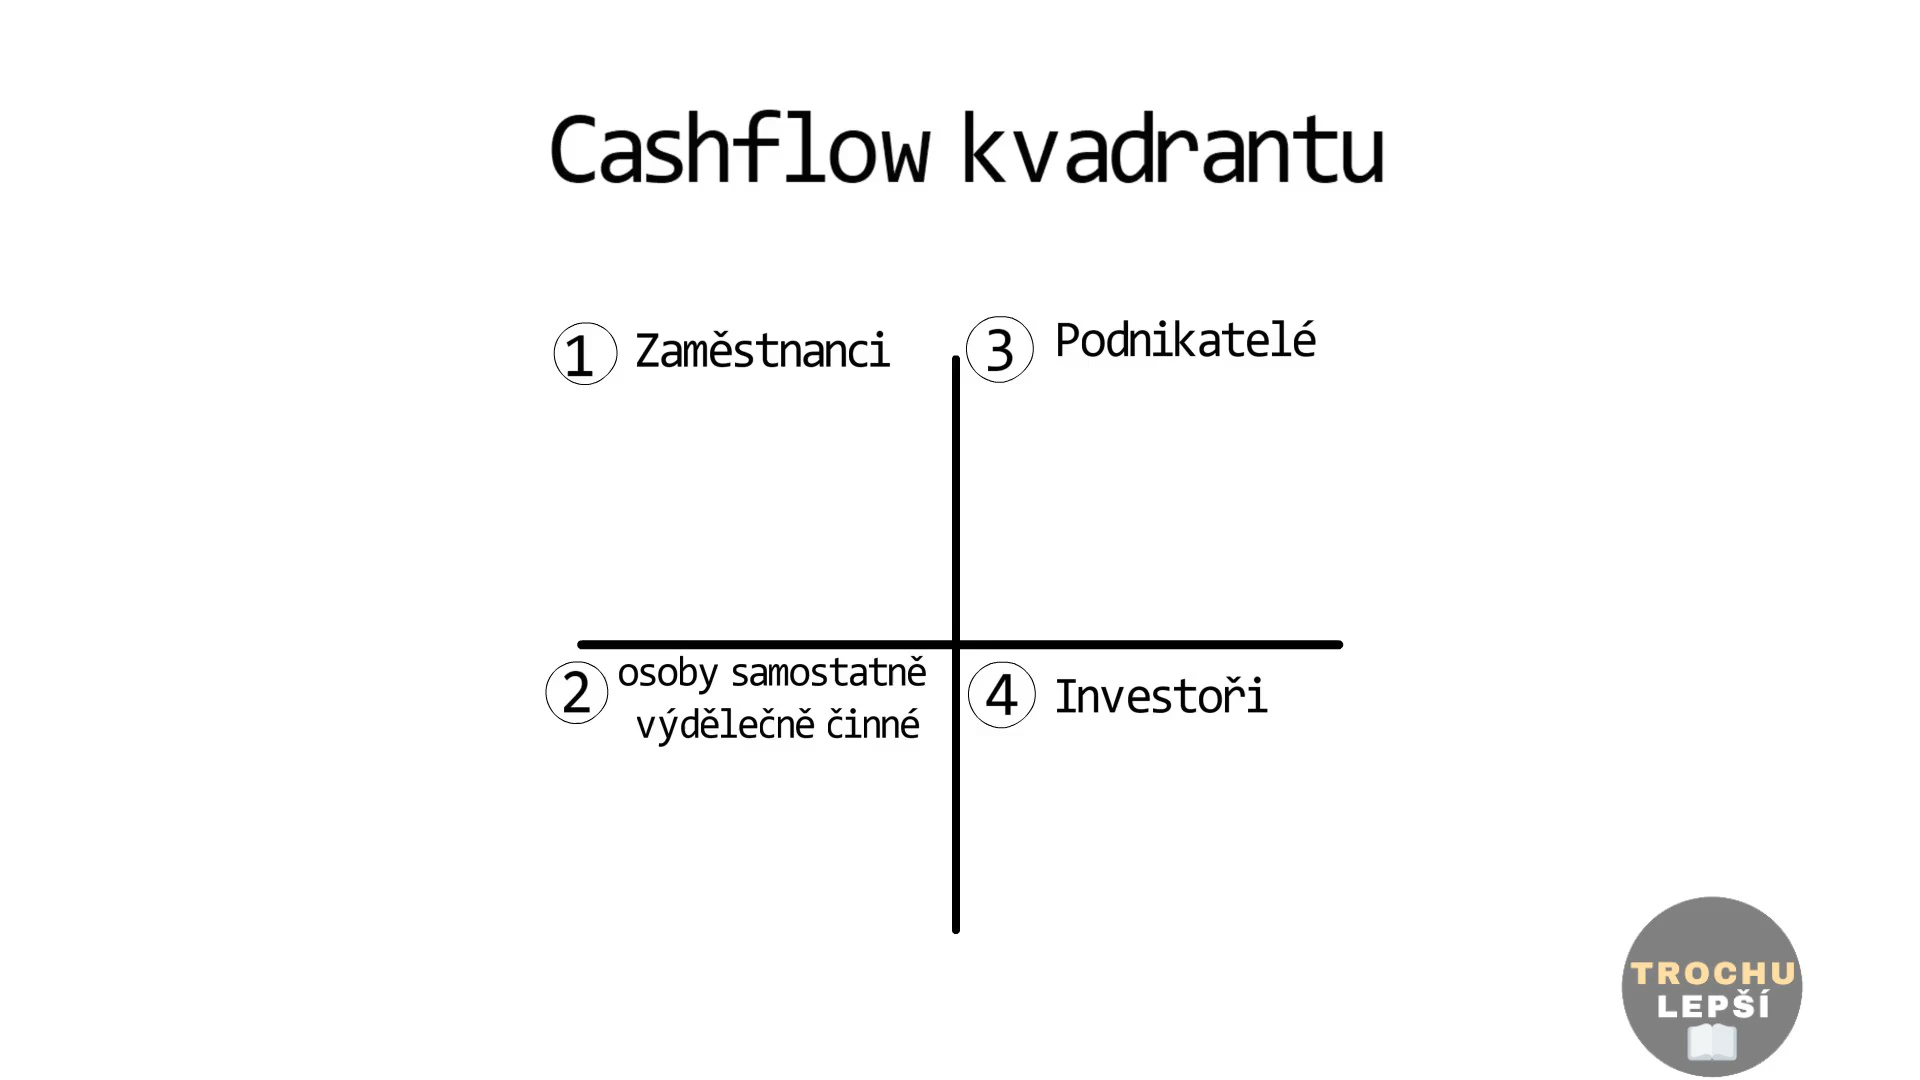 Cashflow kvadrantu
1 Zaměstnanci
3 Podnikatelé
2 osoby samostatně
výdělečně činné
4 Investoři
TROCHU
LEPŠÍ